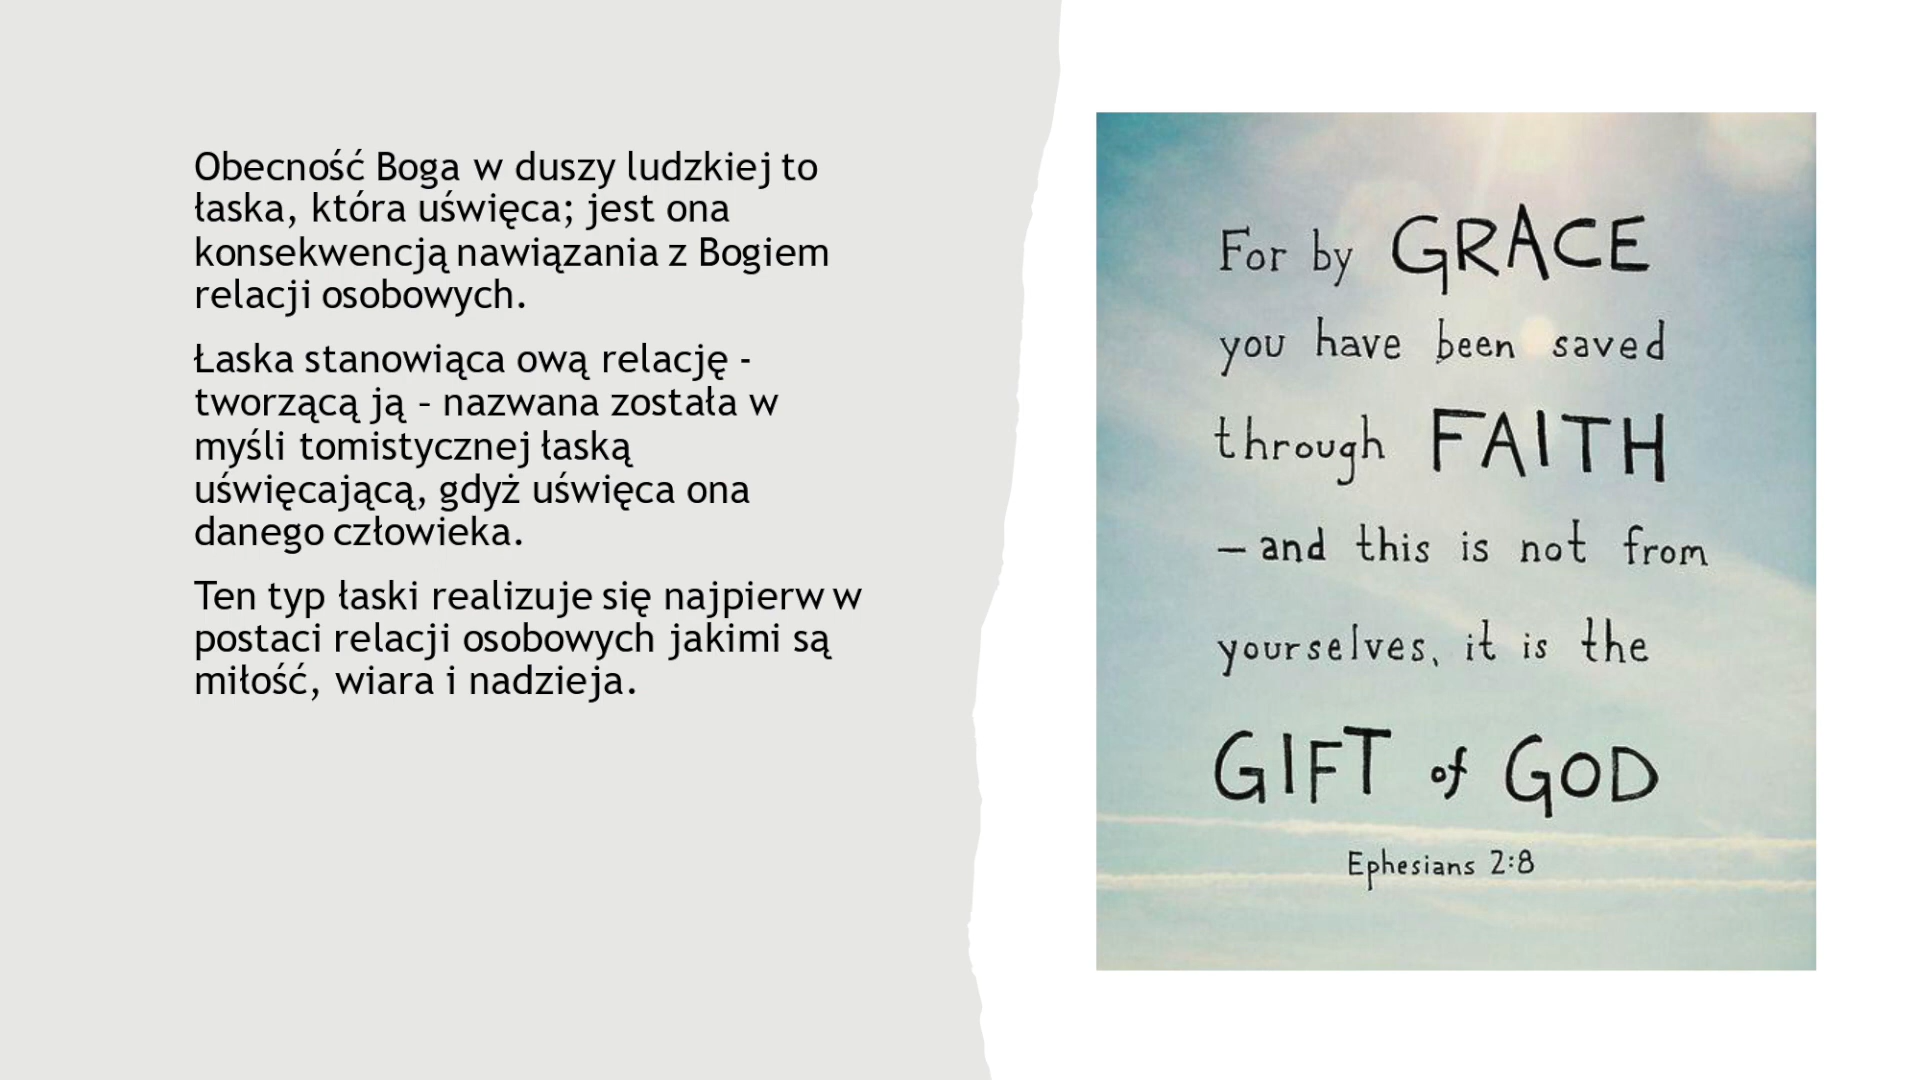 Obecność Boga w duszy ludzkiej to
łaska, która uświęca; jest ona
konsekwencją nawiązania z Bogiem
relacji osobowych.
Łaska stanowiąca ową relację -
tworzącą ją – nazwana została w
myśli tomistycznej łaską
uświęcającą, gdyż uświęca ona
danego człowieka.
Ten typ łaski realizuje się najpierw w
postaci relacji osobowych jakimi są
miłość, wiara i nadzieja.
For by GRACE
you have been saved
through FAITH
– and this is not from
yourselves, it is the
GIFT of GOD
Ephesians 2:8